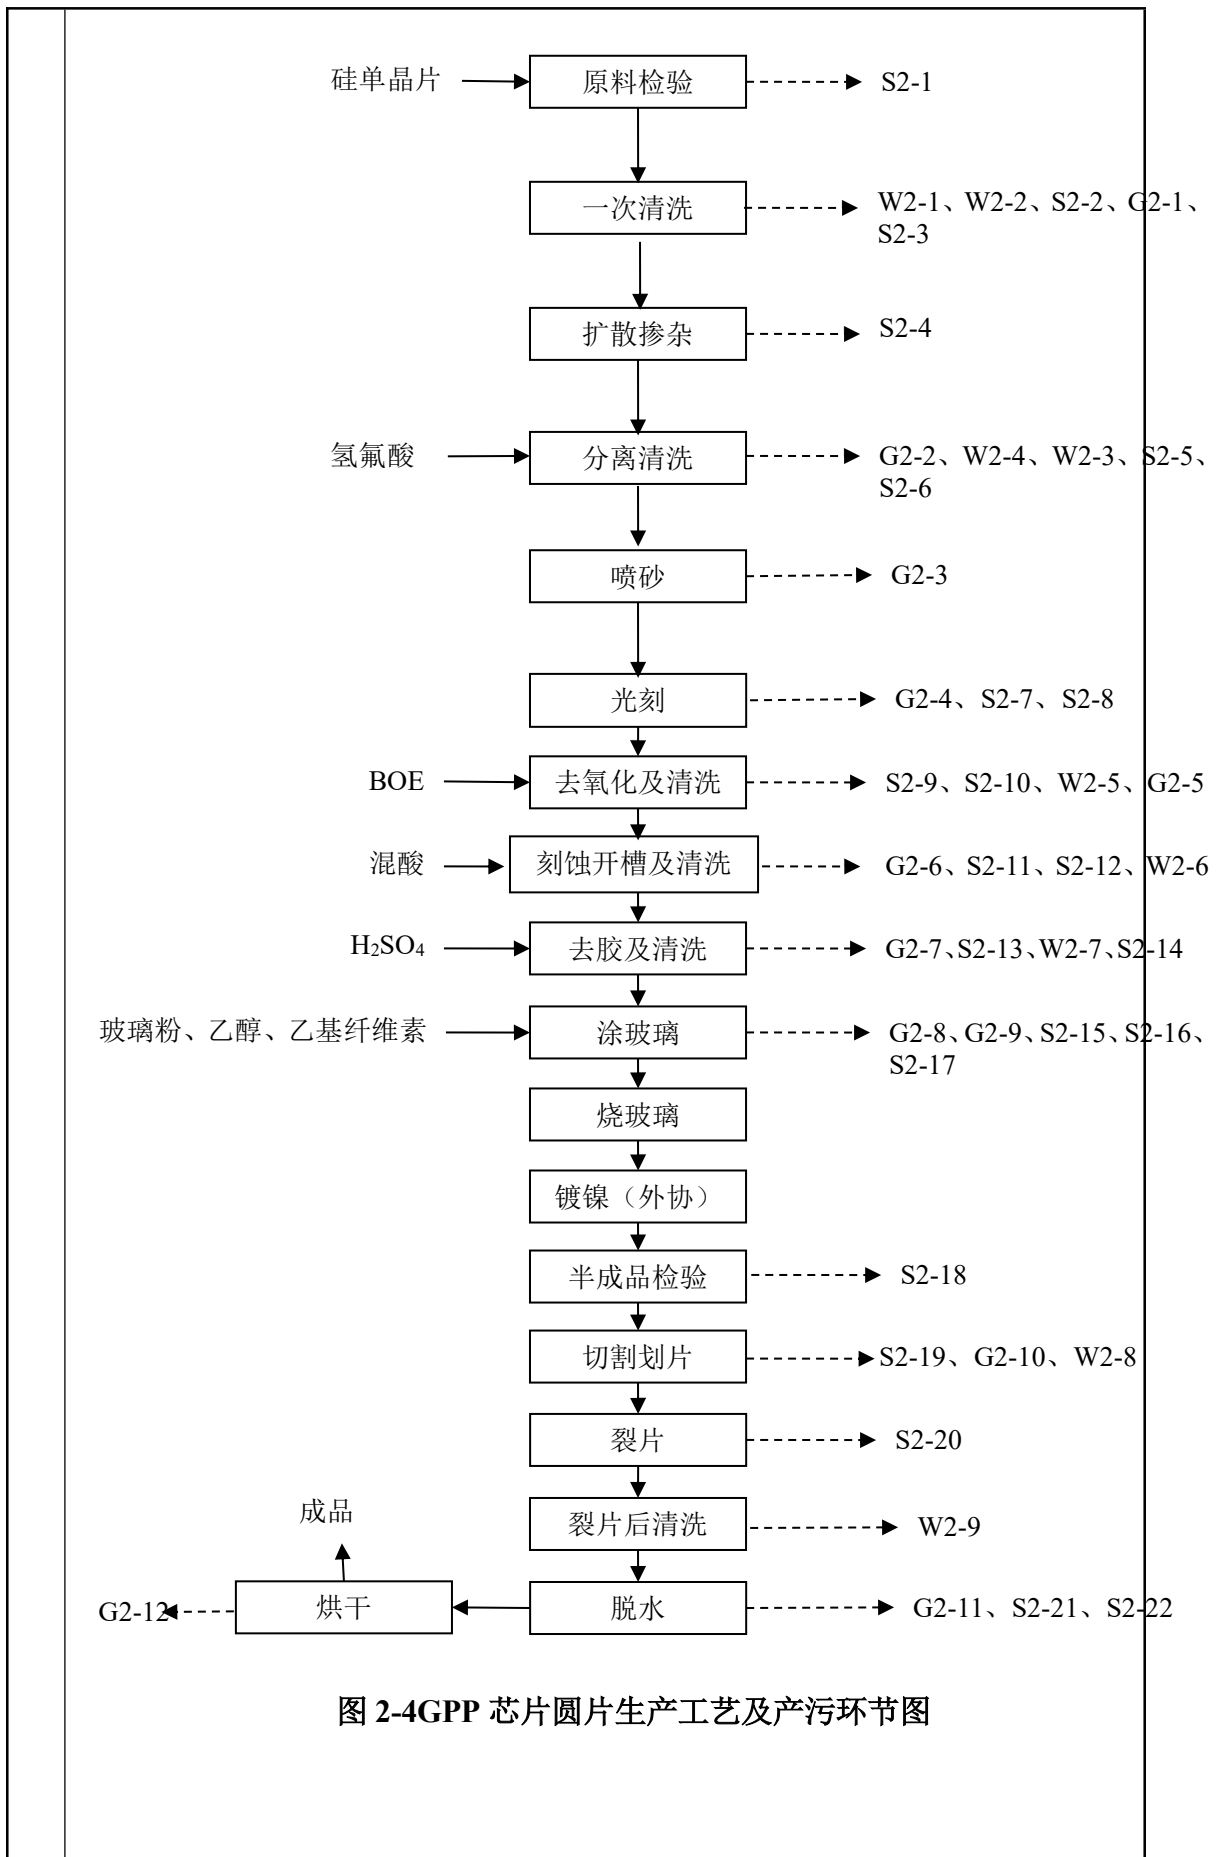 硅单晶片
原料检验
S2-1
一次清洗
W2-1、W2-2、S2-2、G2-1、
S2-3
扩散掺杂
S2-4
氢氟酸
分离清洗
G2-2、W2-4、W2-3、S2-5、
S2-6
喷砂
G2-3
光刻
G2-4、S2-7、S2-8
BOE
去氧化及清洗
S2-9、S2-10、W2-5、G2-5
混酸
刻蚀开槽及清洗
G2-6、S2-11、S2-12、W2-6
H₂SO₄
去胶及清洗
G2-7、S2-13、W2-7、S2-14
玻璃粉、乙醇、乙基纤维素
涂玻璃
G2-8、G2-9、S2-15、S2-16、
S2-17
烧玻璃
镀镍（外协）
半成品检验
S2-18
切割划片
S2-19、G2-10、W2-8
裂片
S2-20
成品
裂片后清洗
W2-9
G2-12
烘干
脱水
G2-11、S2-21、S2-22
图 2-4GPP 芯片圆片生产工艺及产污环节图